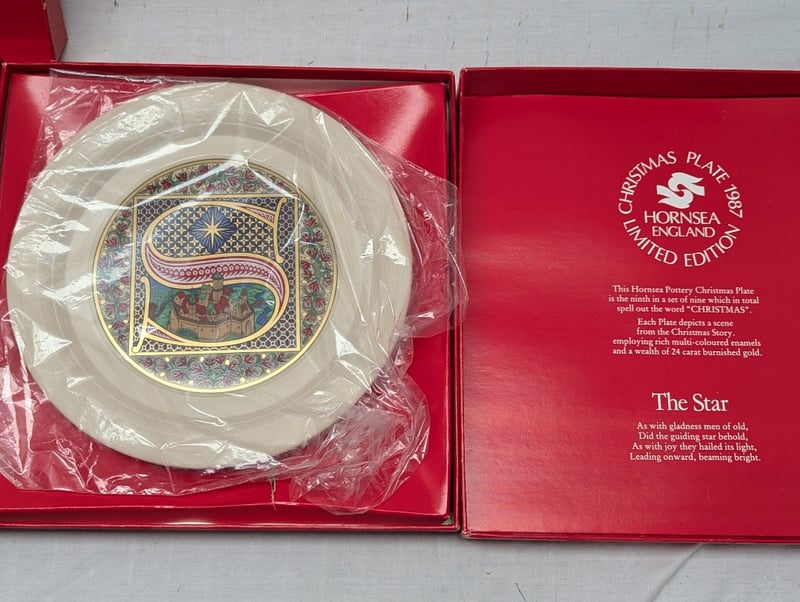 S
CHRISTMAS PLATE 1987
HORNSEA
ENGLAND
LIMITED EDITION
This Hornsea Pottery Christmas Plate
is the ninth in a set of nine which in total
spell out the word "CHRISTMAS".
Each Plate depicts a scene
from the Christmas Story.
employing rich multi-coloured enamels
and a wealth of 24 carat burnished gold.
The Star
As with gladness men of old,
Did the guiding star behold,
As with joy they hailed its light,
Leading onward, beaming bright.